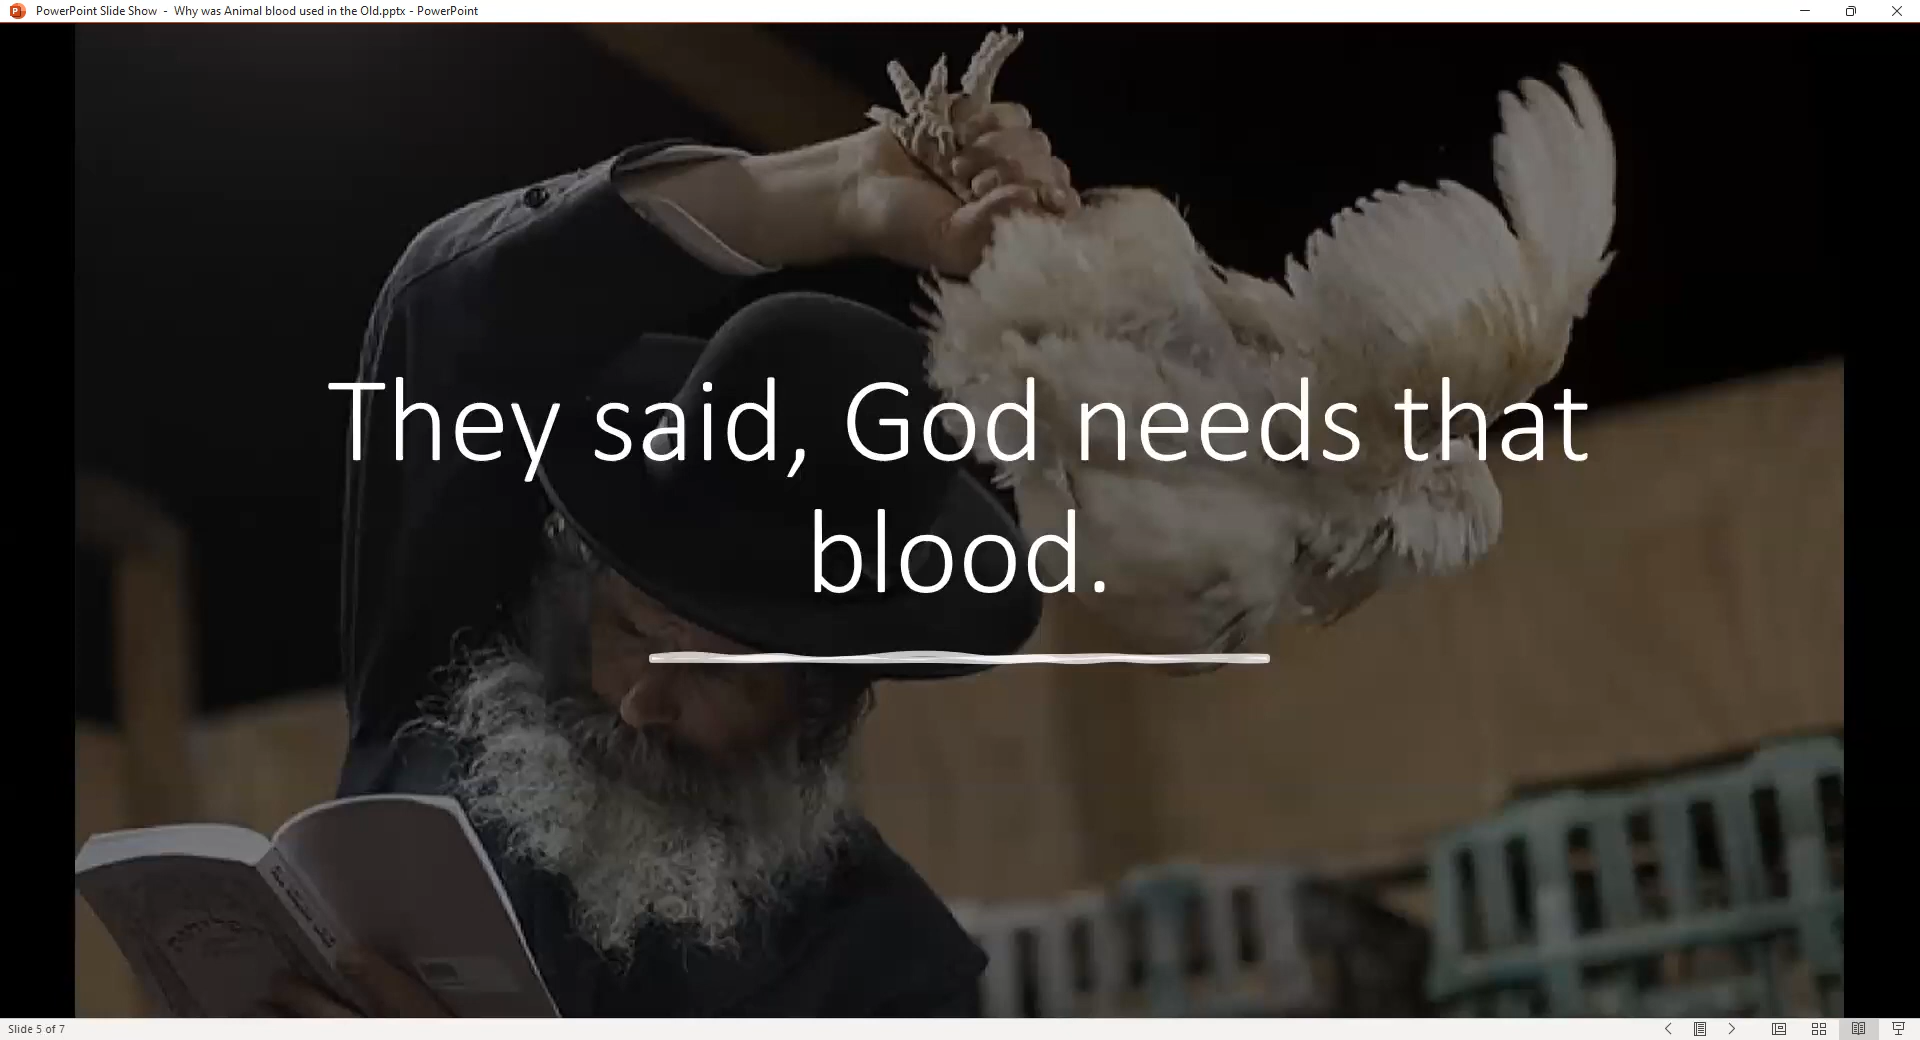 PowerPoint Slide Show - Why was Animal blood used in the Old.pptx - PowerPoint
They said, God needs that
blood.
Slide 5 of 7